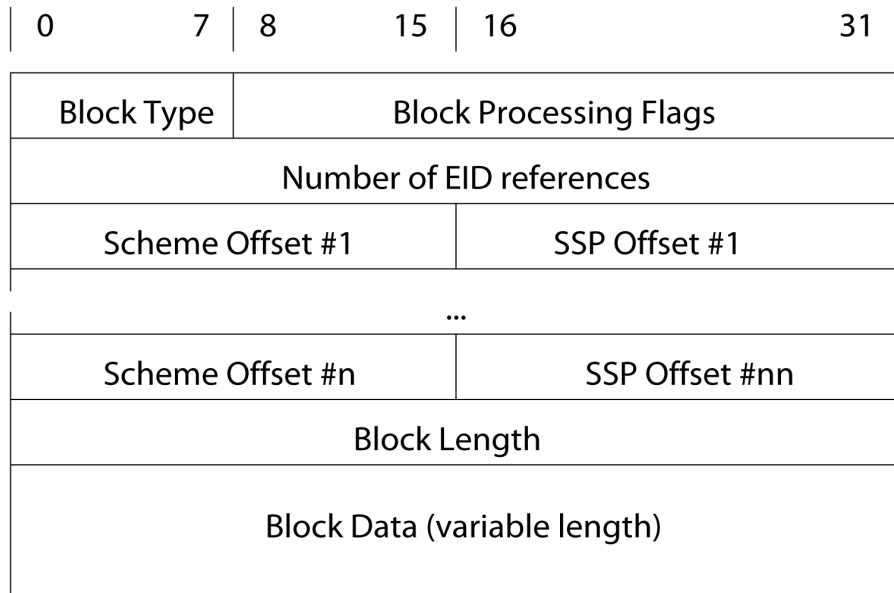 0 7 8 15 16 31
Block Type Block Processing Flags
Number of EID references
Scheme Offset #1 SSP Offset #1
...
Scheme Offset #n SSP Offset #nn
Block Length
Block Data (variable length)